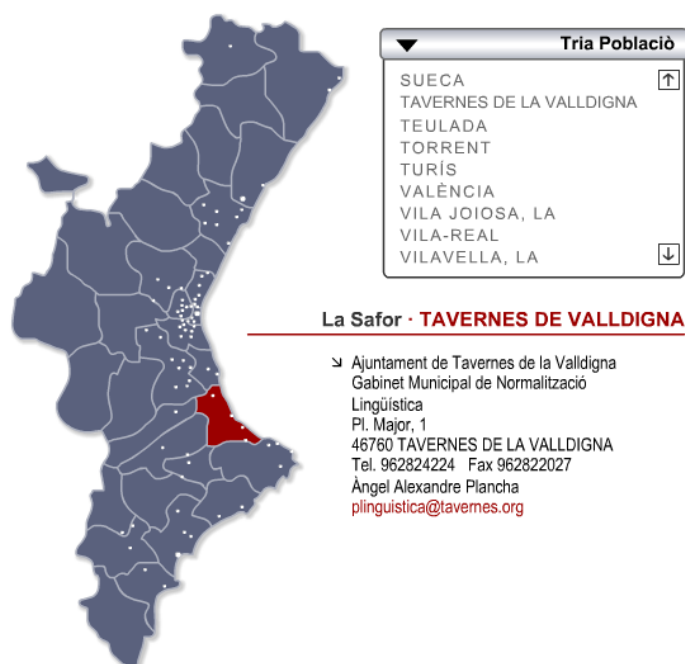 Tria Poblaciò
SUECA
TAVERNES DE LA VALLDIGNA
TEULADA
TORRENT
TURÍS
VALÈNCIA
VILA JOIOSA, LA
VILA-REAL
VILAVELLA, LA
La Safor · TAVERNES DE VALLDIGNA
Ajuntament de Tavernes de la Valldigna
Gabinet Municipal de Normalització
Lingüística
Pl. Major, 1
46760 TAVERNES DE LA VALLDIGNA
Tel. 962824224 Fax 962822027
Àngel Alexandre Plancha
plinguistica@tavernes.org